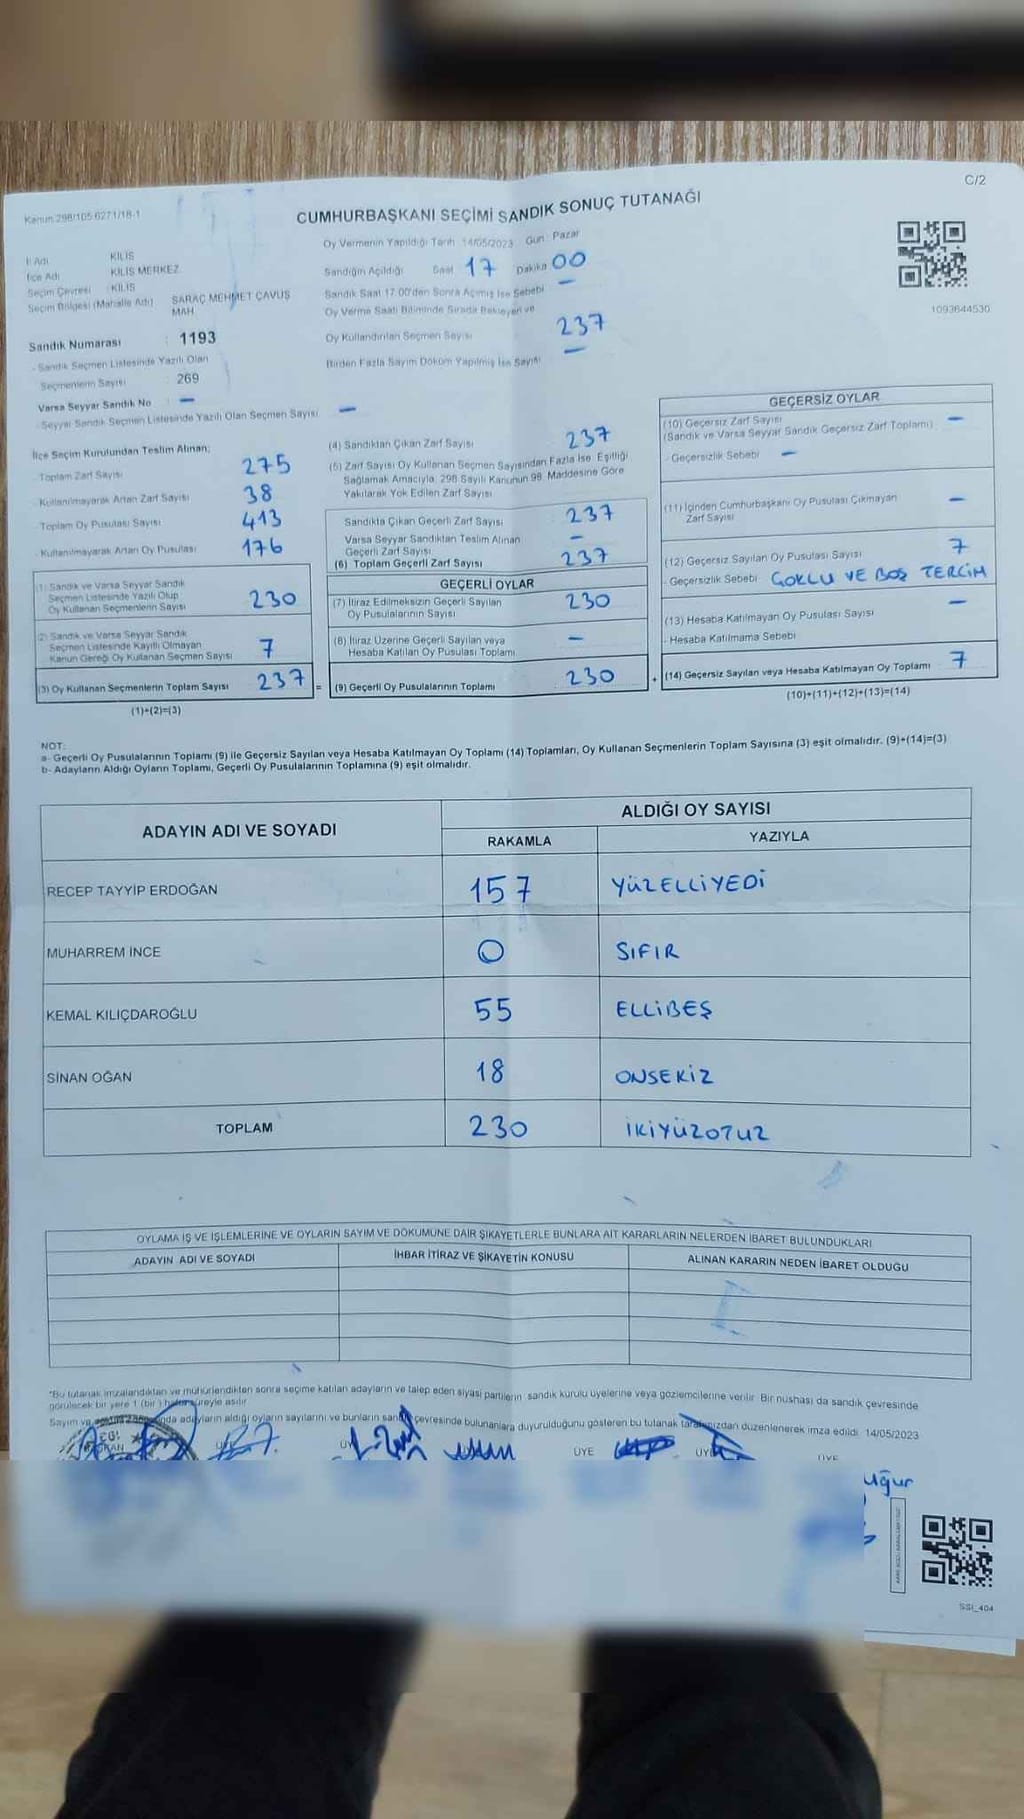 C/2
Kanun 298/105-6271/18-1
CUMHURBAŞKANI SEÇİMİ SANDIK SONUÇ TUTANAĞI
Oy Vermenin Yapıldığı Tarih 14/05/2023 Gün: Pazar
İl Adı KİLİS
İlçe Adı KİLİS MERKEZ
Seçim Çevresi : KİLİS
Seçim Bölgesi (Mahalle Adı) SARAÇ MEHMET ÇAVUŞ MAH.
Sandık Numarası : 1193
- Sandık Seçmen Listesinde Yazılı Olan
Seçmenlerin Sayısı : 269
Varsa Seyyar Sandık No : –
- Seyyar Sandık Seçmen Listesinde Yazılı Olan Seçmen Sayısı –
Sandığın Açıldığı Saat 17 Dakika 00
Sandık Saat 17.00'den Sonra Açılmış İse Sebebi –
Oy Verme Saati Bitiminde Sırada Bekleyen ve
Oy Kullandırılan Seçmen Sayısı 237
Birden Fazla Sayım Döküm Yapılmış İse Sayısı –
1093644530
İlçe Seçim Kurulundan Teslim Alınan;
Toplam Zarf Sayısı 275
- Kullanılmayarak Artan Zarf Sayısı 38
- Toplam Oy Pusulası Sayısı 413
- Kullanılmayarak Artan Oy Pusulası 176
(1) Sandık ve Varsa Seyyar Sandık
Seçmen Listesinde Yazılı Olup
Oy Kullanan Seçmenlerin Sayısı 230
(2) Sandık ve Varsa Seyyar Sandık
Seçmen Listesinde Kayıtlı Olmayan
Kanun Gereği Oy Kullanan Seçmen Sayısı 7
(3) Oy Kullanan Seçmenlerin Toplam Sayısı 237 =
(1)+(2)=(3)
(4) Sandıktan Çıkan Zarf Sayısı 237
(5) Zarf Sayısı Oy Kullanan Seçmen Sayısından Fazla İse, Eşitliği
Sağlamak Amacıyla, 298 Sayılı Kanunun 98. Maddesine Göre
Yakılarak Yok Edilen Zarf Sayısı
Sandıkta Çıkan Geçerli Zarf Sayısı 237
Varsa Seyyar Sandıktan Teslim Alınan
Geçerli Zarf Sayısı –
(6) Toplam Geçerli Zarf Sayısı 237
GEÇERLİ OYLAR
(7) İtiraz Edilmeksizin Geçerli Sayılan
Oy Pusulalarının Sayısı 230
(8) İtiraz Üzerine Geçerli Sayılan veya
Hesaba Katılan Oy Pusulası Toplamı –
(9) Geçerli Oy Pusulalarının Toplamı 230 +
GEÇERSİZ OYLAR
(10) Geçersiz Zarf Sayısı –
(Sandık ve Varsa Seyyar Sandık Geçersiz Zarf Toplamı)
- Geçersizlik Sebebi –
(11) İçinden Cumhurbaşkanı Oy Pusulası Çıkmayan
Zarf Sayısı –
(12) Geçersiz Sayılan Oy Pusulası Sayısı 7
- Geçersizlik Sebebi ÇOKLU VE BOŞ TERCİH
(13) Hesaba Katılmayan Oy Pusulası Sayısı –
- Hesaba Katılmama Sebebi
(14) Geçersiz Sayılan veya Hesaba Katılmayan Oy Toplamı 7
(10)+(11)+(12)+(13)=(14)
NOT:
a- Geçerli Oy Pusulalarının Toplamı (9) ile Geçersiz Sayılan veya Hesaba Katılmayan Oy Toplamı (14) Toplamları, Oy Kullanan Seçmenlerin Toplam Sayısına (3) eşit olmalıdır. (9)+(14)=(3)
b- Adayların Aldığı Oyların Toplamı, Geçerli Oy Pusulalarının Toplamına (9) eşit olmalıdır.
ADAYIN ADI VE SOYADI ALDIĞI OY SAYISI
RAKAMLA YAZIYLA
RECEP TAYYİP ERDOĞAN 157 YÜZELLİYEDİ
MUHARREM İNCE 0 SIFIR
KEMAL KILIÇDAROĞLU 55 ELLİBEŞ
SİNAN OĞAN 18 ONSEKİZ
TOPLAM 230 İKİYÜZOTUZ
OYLAMA İŞ VE İŞLEMLERİNE VE OYLARIN SAYIM VE DÖKÜMÜNE DAİR ŞİKAYETLERLE BUNLARA AİT KARARLARIN NELERDEN İBARET BULUNDUKLARI
ADAYIN ADI VE SOYADI İHBAR İTİRAZ VE ŞİKAYETİN KONUSU ALINAN KARARIN NEDEN İBARET OLDUĞU
*Bu tutanak imzalandıktan ve mühürlendikten sonra seçime katılan adayların ve talep eden siyasi partilerin sandık kurulu üyelerine veya gözlemcilerine verilir. Bir nüshası da sandık çevresinde
görülecek bir yere 1 (bir) hafta süreyle asılır.
Sayım ve adayların aldığı oyların sayılarını ve bunların sandık çevresinde bulunanlara duyurulduğunu gösteren bu tutanak tarafımızdan düzenlenerek imza edildi. 14/05/2023
ÜYE ÜYE
uğur
SSİ_404